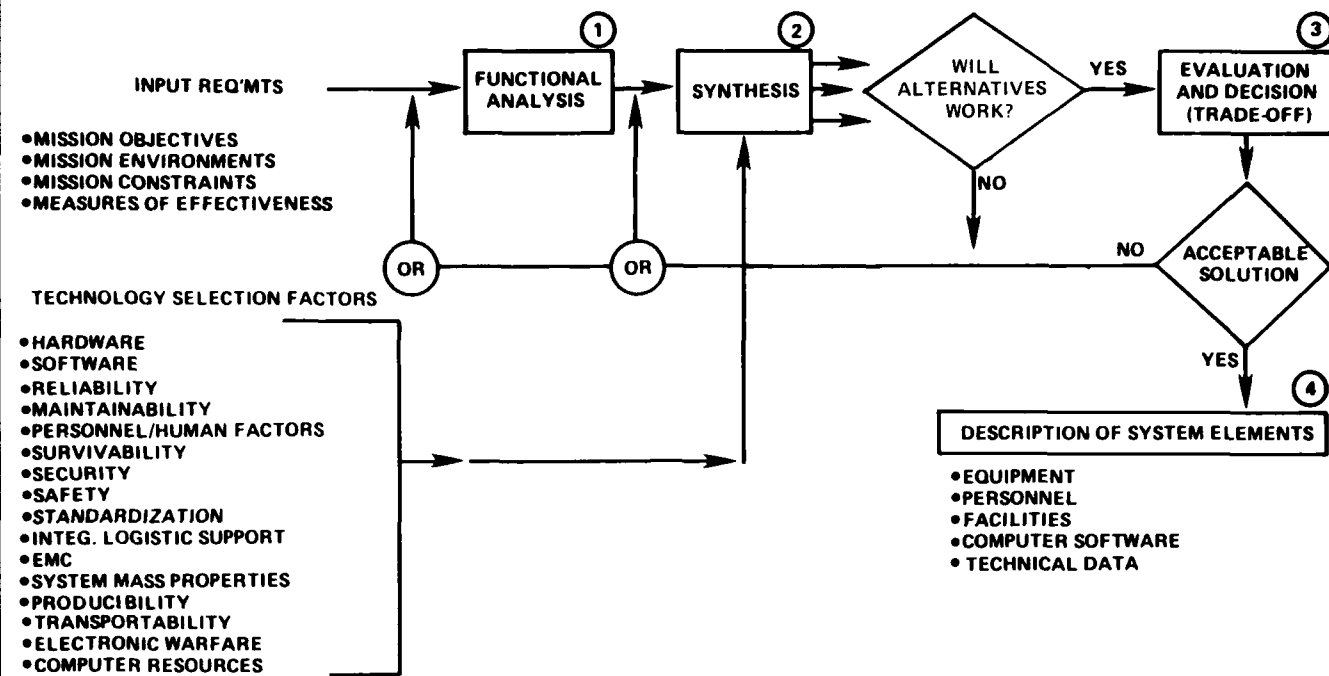 1
2
3
INPUT REQ'MTS
FUNCTIONAL
ANALYSIS
SYNTHESIS
WILL
ALTERNATIVES
WORK?
YES
EVALUATION
AND DECISION
(TRADE-OFF)
•MISSION OBJECTIVES
•MISSION ENVIRONMENTS
•MISSION CONSTRAINTS
•MEASURES OF EFFECTIVENESS
NO
OR
OR
NO
ACCEPTABLE
SOLUTION
YES
4
TECHNOLOGY SELECTION FACTORS
•HARDWARE
•SOFTWARE
•RELIABILITY
•MAINTAINABILITY
•PERSONNEL/HUMAN FACTORS
•SURVIVABILITY
•SECURITY
•SAFETY
•STANDARDIZATION
•INTEG. LOGISTIC SUPPORT
•EMC
•SYSTEM MASS PROPERTIES
•PRODUCIBILITY
•TRANSPORTABILITY
•ELECTRONIC WARFARE
•COMPUTER RESOURCES
DESCRIPTION OF SYSTEM ELEMENTS
•EQUIPMENT
•PERSONNEL
•FACILITIES
•COMPUTER SOFTWARE
• TECHNICAL DATA